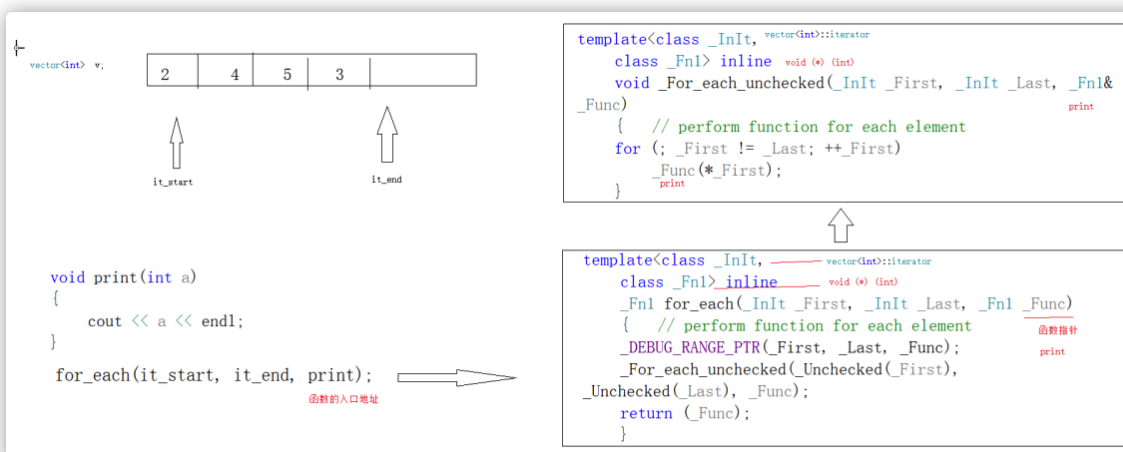 vector<int> v;
2 4 5 3
it_start
it_end
void print(int a)
{
cout << a << endl;
}
for_each(it_start, it_end, print);
函数的入口地址
template<class _InIt, vector<int>::iterator
class _Fn1> inline void (*) (int)
void _For_each_unchecked(_InIt _First, _InIt _Last, _Fn1&
print
_Func)
{ // perform function for each element
for (; _First != _Last; ++_First)
_Func(*_First);
print
}
template<class _InIt, vector<int>::iterator
class _Fn1> inline void (*) (int)
_Fn1 for_each(_InIt _First, _InIt _Last, _Fn1 _Func)
{ // perform function for each element
函数指针
_DEBUG_RANGE_PTR(_First, _Last, _Func);
print
_For_each_unchecked(_Unchecked(_First),
_Unchecked(_Last), _Func);
return (_Func);
}